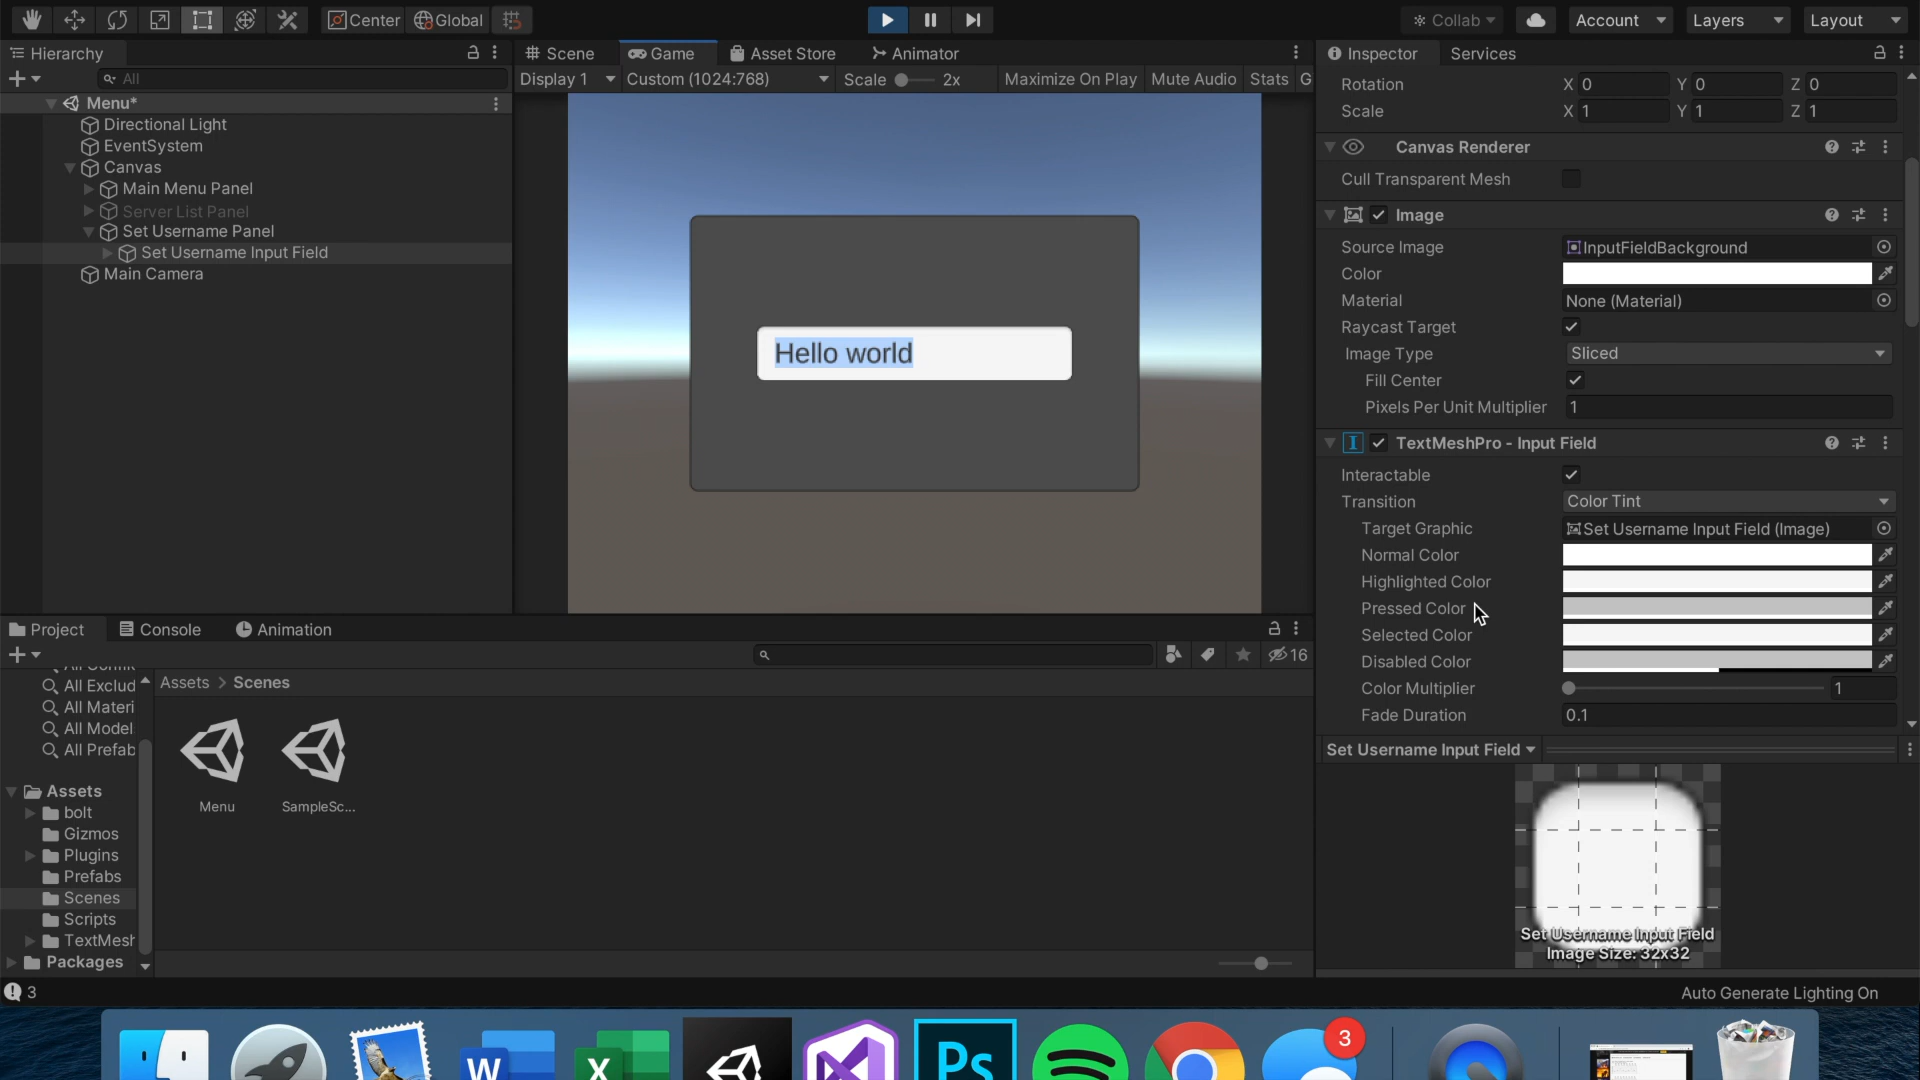 Center
Global
Collab
Account
Layers
Layout
Hierarchy
All
Menu*
Directional Light
EventSystem
Canvas
Main Menu Panel
Server List Panel
Set Username Panel
Set Username Input Field
Main Camera
Scene
Game
Asset Store
Animator
Display 1
Custom (1024:768)
Scale
2x
Maximize On Play
Mute Audio
Stats
G
Hello world
Inspector
Services
Rotation
X 0
Y 0
Z 0
Scale
X 1
Y 1
Z 1
Canvas Renderer
Cull Transparent Mesh
Image
Source Image
InputFieldBackground
Color
Material
None (Material)
Raycast Target
Image Type
Sliced
Fill Center
Pixels Per Unit Multiplier
1
TextMeshPro - Input Field
Interactable
Transition
Color Tint
Target Graphic
Set Username Input Field (Image)
Normal Color
Highlighted Color
Pressed Color
Selected Color
Disabled Color
Color Multiplier
1
Fade Duration
0.1
Set Username Input Field
Set Username Input Field
Image Size: 32x32
Project
Console
Animation
16
All Exclud
All Materi
All Model
All Prefab
Assets
bolt
Gizmos
Plugins
Prefabs
Scenes
Scripts
TextMesh
Packages
Assets > Scenes
Menu
SampleSc...
3
Auto Generate Lighting On
W
X
Ps
3